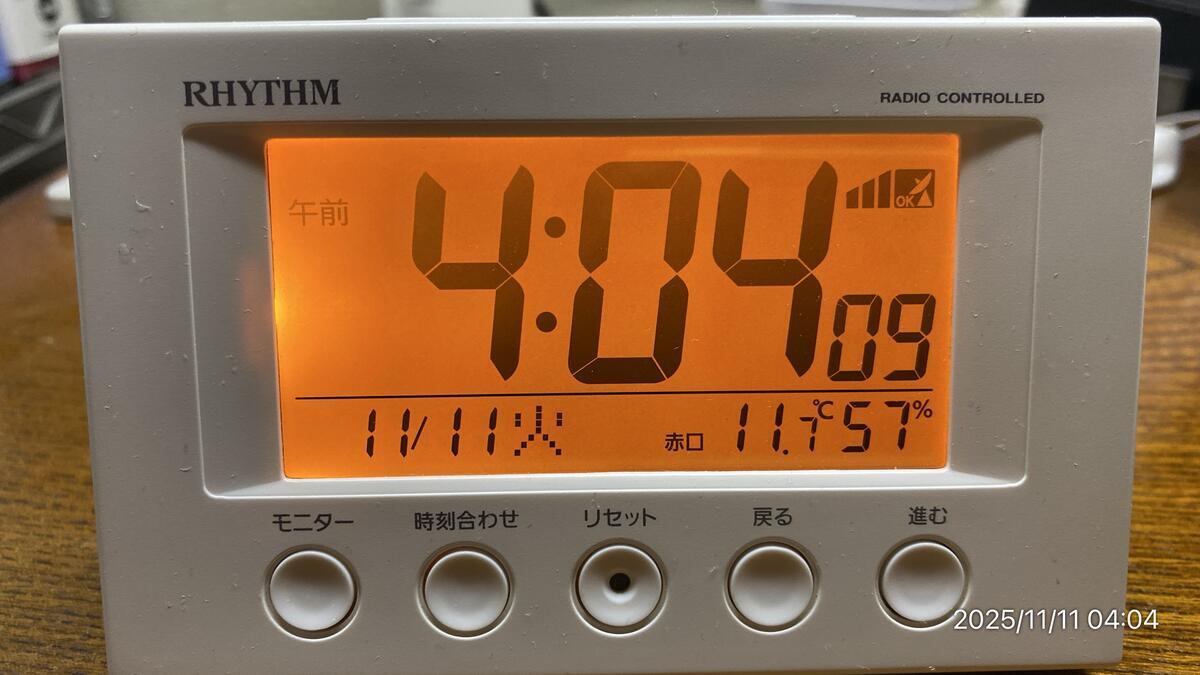 RHYTHM
RADIO CONTROLLED
午前 4:04 09
OK
11/11 火 赤口 11.7℃ 57%
モニター 時刻合わせ リセット 戻る 進む
2025/11/11 04:04